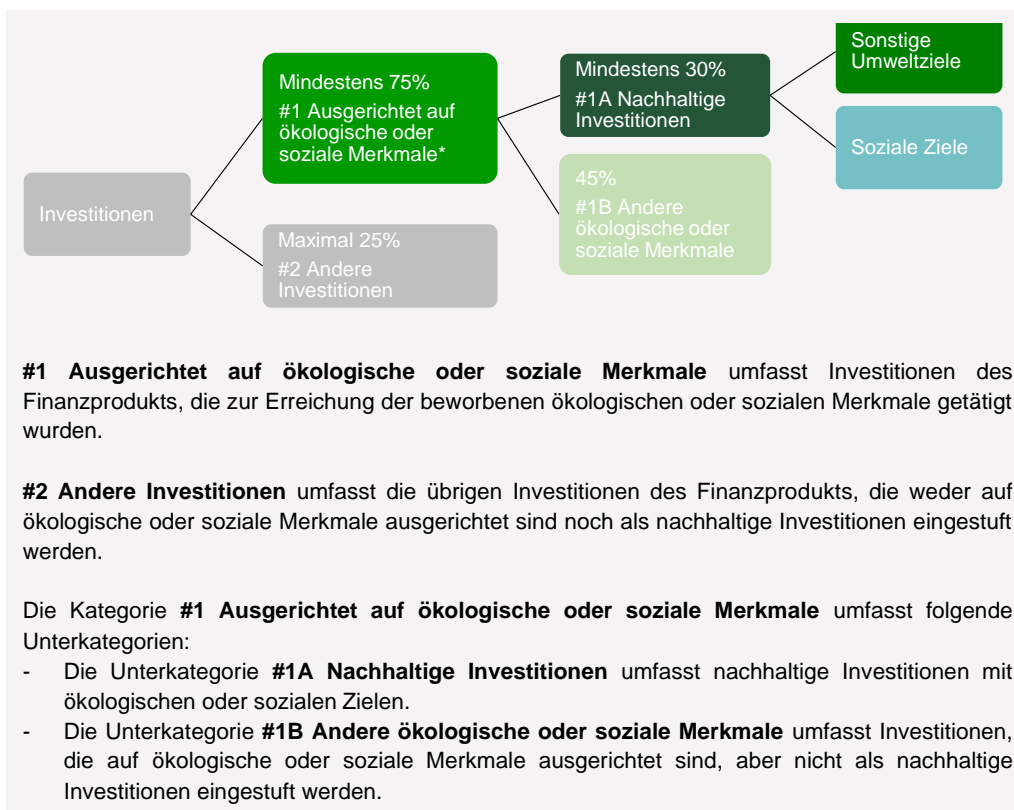 Investitionen
Mindestens 75%
#1 Ausgerichtet auf
ökologische oder
soziale Merkmale*
Maximal 25%
#2 Andere
Investitionen
Mindestens 30%
#1A Nachhaltige
Investitionen
45%
#1B Andere
ökologische oder
soziale Merkmale
Sonstige
Umweltziele
Soziale Ziele
#1 Ausgerichtet auf ökologische oder soziale Merkmale umfasst Investitionen des
Finanzprodukts, die zur Erreichung der beworbenen ökologischen oder sozialen Merkmale getätigt
wurden.
#2 Andere Investitionen umfasst die übrigen Investitionen des Finanzprodukts, die weder auf
ökologische oder soziale Merkmale ausgerichtet sind noch als nachhaltige Investitionen eingestuft
werden.
Die Kategorie #1 Ausgerichtet auf ökologische oder soziale Merkmale umfasst folgende
Unterkategorien:
- Die Unterkategorie #1A Nachhaltige Investitionen umfasst nachhaltige Investitionen mit
ökologischen oder sozialen Zielen.
- Die Unterkategorie #1B Andere ökologische oder soziale Merkmale umfasst Investitionen,
die auf ökologische oder soziale Merkmale ausgerichtet sind, aber nicht als nachhaltige
Investitionen eingestuft werden.